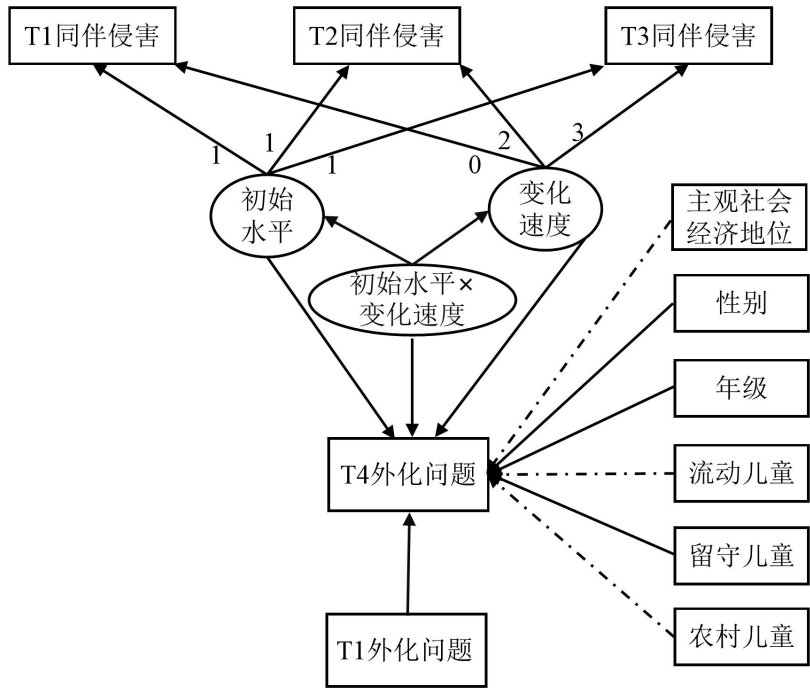 T1同伴侵害
T2同伴侵害
T3同伴侵害
1
1
1
0
2
3
初始
水平
变化
速度
初始水平×
变化速度
主观社会
经济地位
性别
年级
T4外化问题
流动儿童
留守儿童
T1外化问题
农村儿童